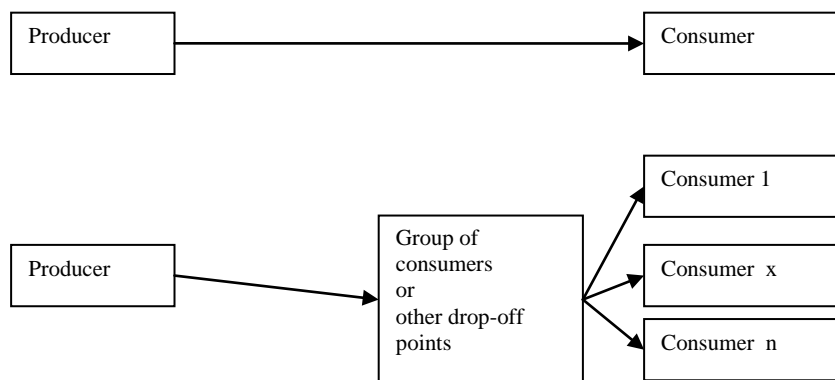 Producer
Consumer
Consumer 1
Producer
Group of
consumers
or
other drop-off
points
Consumer x
Consumer n